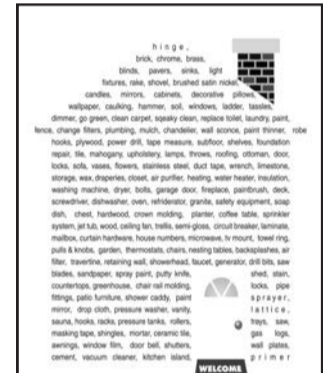 hinge,
brick, chrome, brass,
blinds, pavers, sinks, light
fixtures, rake, shovel, brushed satin nickel,
candles, mirrors, cabinets, decorative pillows,
wallpaper, caulking, hammer, soil, windows, ladder, tassles,
dimmer, go green, clean carpet, sqeaky clean, replace toilet, laundry, paint,
fence, change filters, plumbing, mulch, chandelier, wall sconce, paint thinner, robe
hooks, plywood, power drill, tape measure, subfloor, shelves, foundation
repair, tile, mahogany, upholstery, lamps, throws, roofing, ottoman, door,
locks, sofa, vases, flowers, stainless steel, duct tape, wrench, limestone,
storage, wax, draperies, closet, air purifier, heating, water heater, insulation,
washing machine, dryer, bolts, garage door, fireplace, paintbrush, deck,
screwdriver, dishwasher, oven, refridorator, granite, safety equipment, soap
dish, chest, hardwood, crown molding, planter, coffee table, sprinkler
system, jet tub, wood, ceiling fan, trellis, semi-gloss, circuit breaker, laminate,
mailbox, curtain hardware, house numbers, microwave, tv mount, towel ring,
pulls & knobs, garden, thermostats, chairs, nesting tables, backsplashes, air
filter, travertine, retaining wall, showerhead, faucet, generator, drill bits, saw
blades, sandpaper, spray paint, putty knife, shed, stain,
countertops, greenhouse, chair rail molding, locks, pipe
fittings, patio furniture, shower caddy, paint sprayer,
mirror, drop cloth, pressure washer, vanity, lattice,
sauna, hooks, racks, pressure tanks, rollers, trays, saw,
masking tape, shingles, mortar, ceramic tile, gas logs,
awnings, window film, door bell, shutters, wall plates,
cement, vacuum cleaner, kitchen island, primer
WELCOME